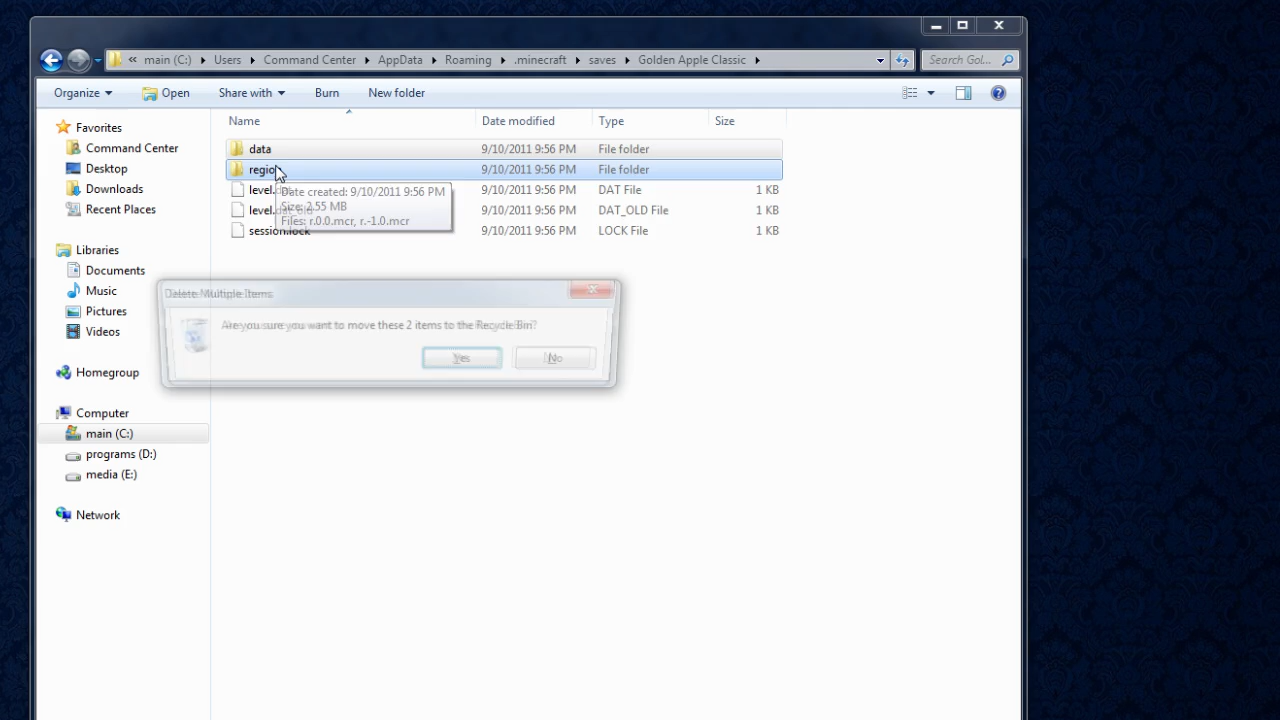 « main (C:) ▸ Users ▸ Command Center ▸ AppData ▸ Roaming ▸ .minecraft ▸ saves ▸ Golden Apple Classic ▸
Search Gol...
Organize Open Share with Burn New folder
Name Date modified Type Size
Favorites
Command Center
Desktop
Downloads
Recent Places
Libraries
Documents
Music
Pictures
Videos
Homegroup
Computer
main (C:)
programs (D:)
media (E:)
Network
data 9/10/2011 9:56 PM File folder
region 9/10/2011 9:56 PM File folder
level. 9/10/2011 9:56 PM DAT File 1 KB
level.dat_old 9/10/2011 9:56 PM DAT_OLD File 1 KB
session.lock 9/10/2011 9:56 PM LOCK File 1 KB
Date created: 9/10/2011 9:56 PM
Size: 2.55 MB
Files: r.0.0.mcr, r.-1.0.mcr
Delete Multiple Items
Are you sure you want to move these 2 items to the Recycle Bin?
Yes No